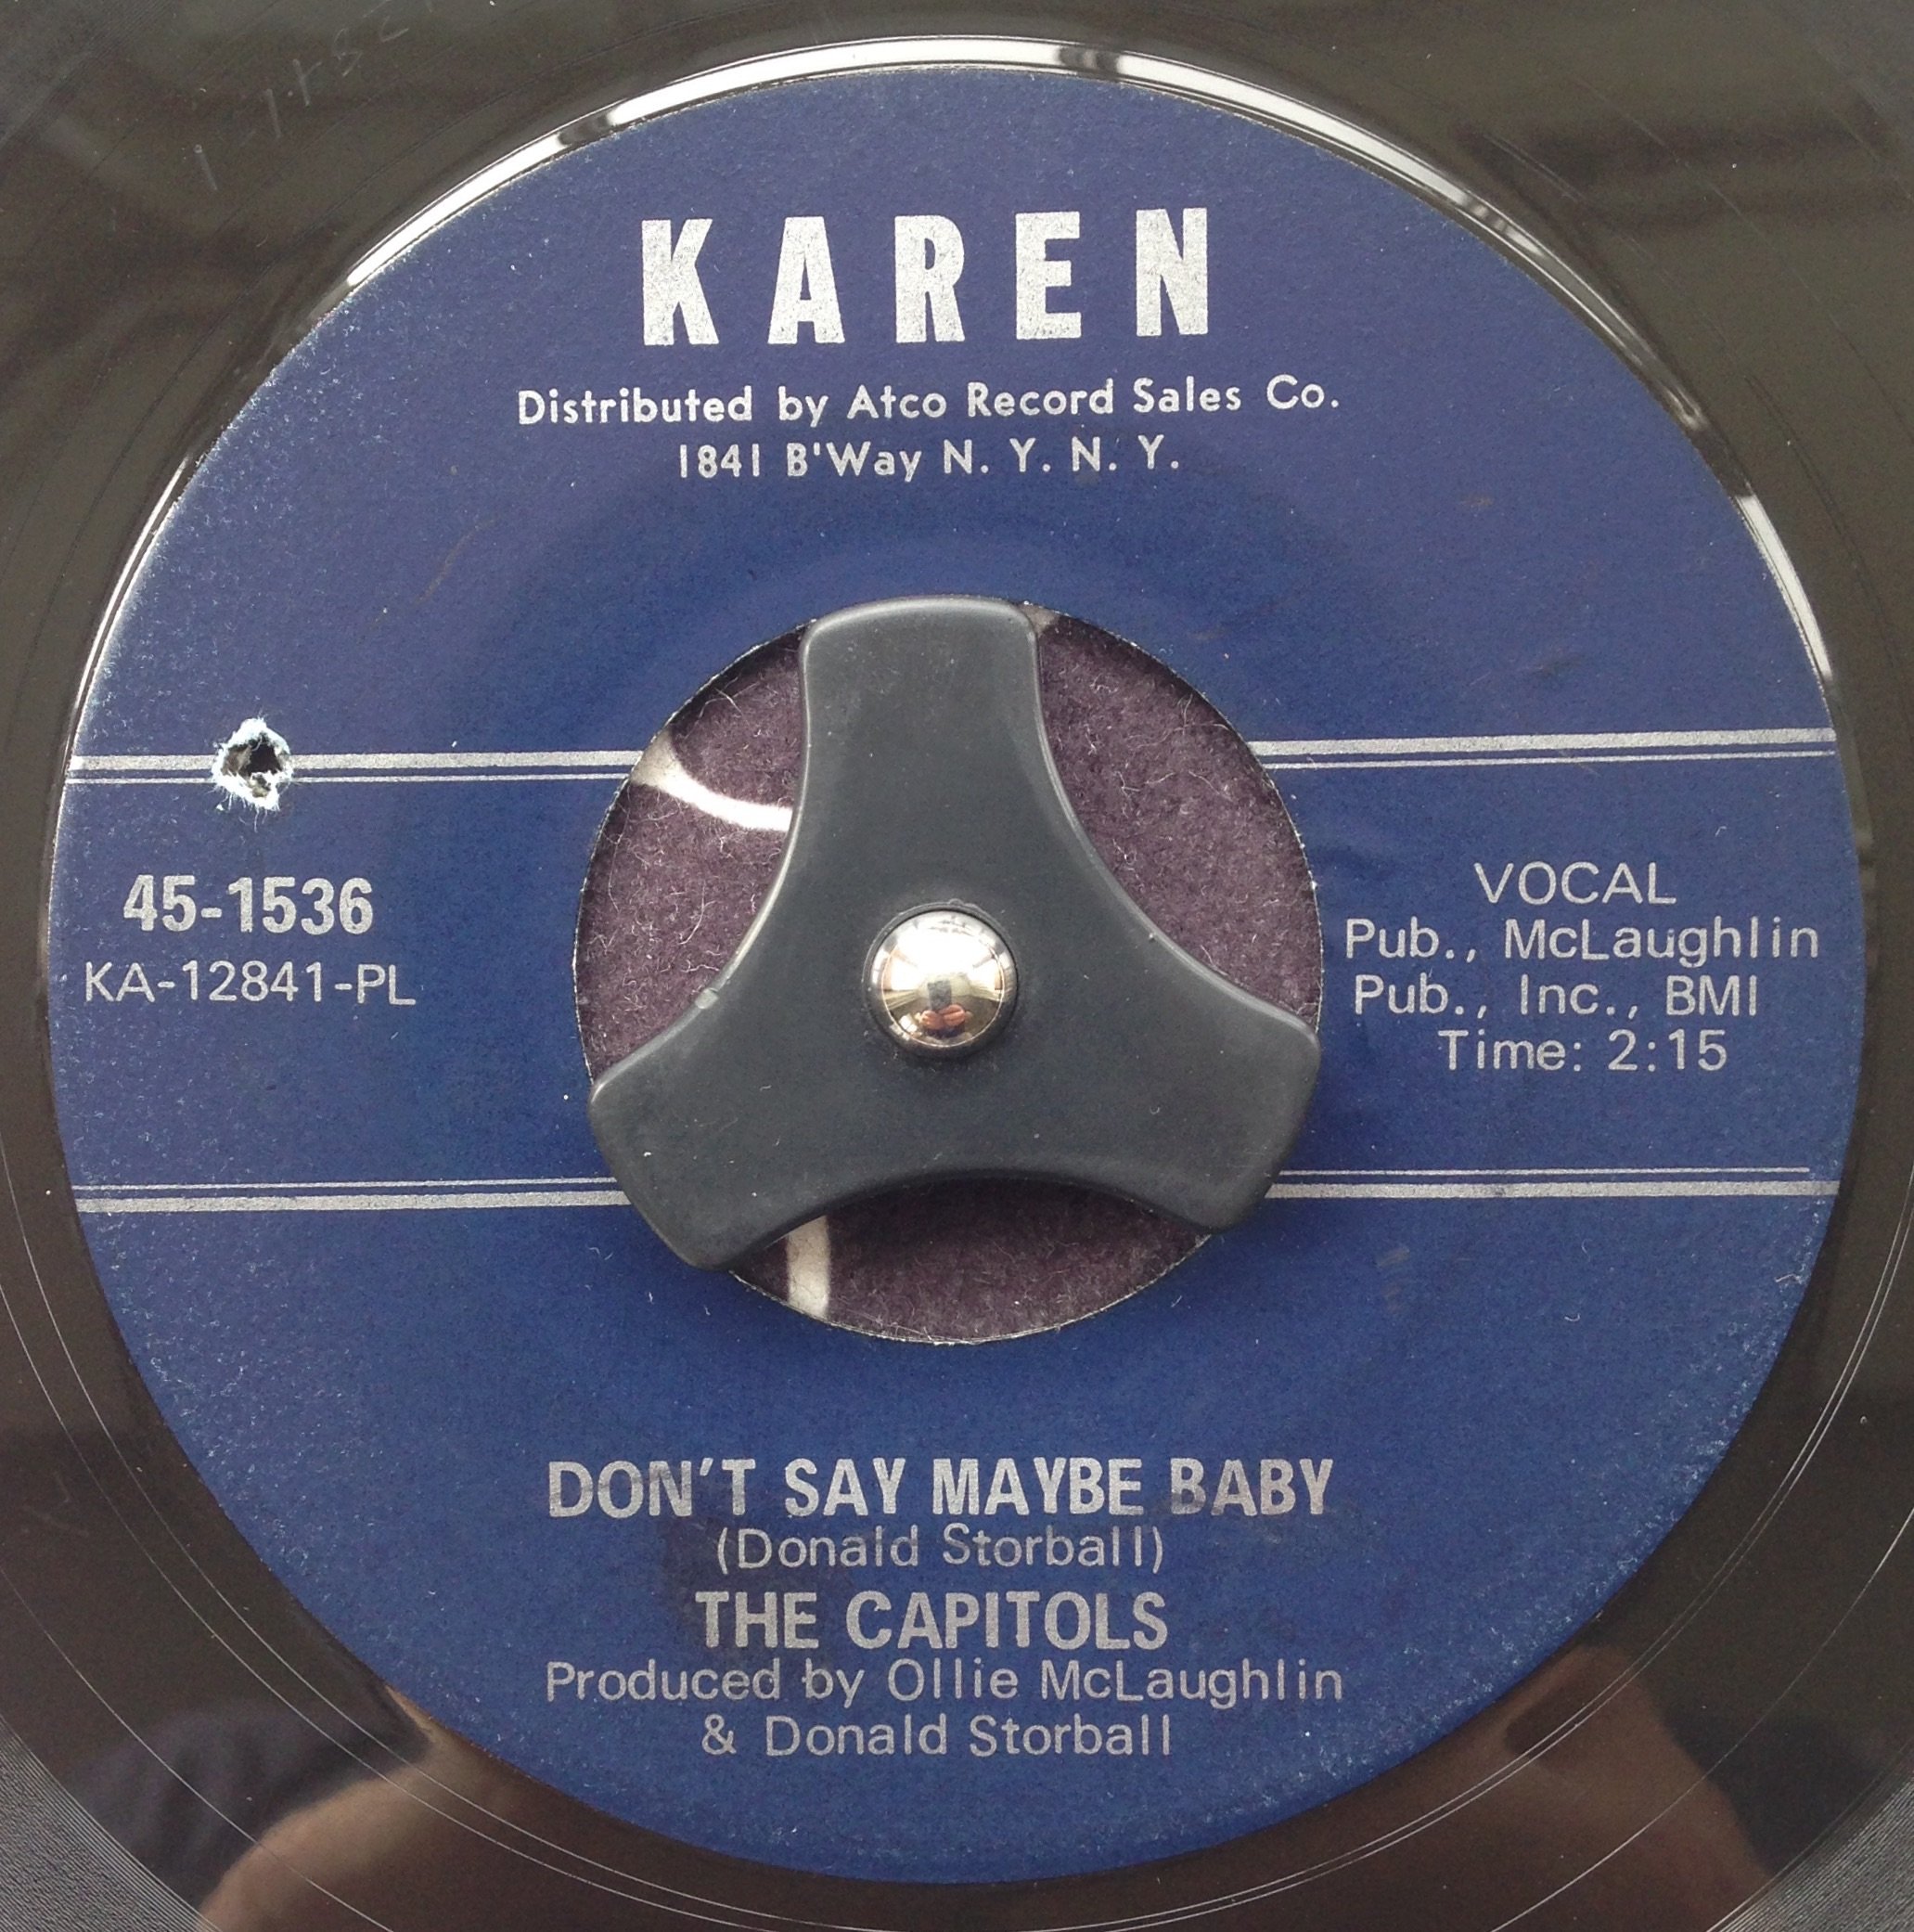 KAREN
Distributed by Atco Record Sales Co.
1841 B'Way N. Y. N. Y.
45-1536
KA-12841-PL
VOCAL
Pub., McLaughlin
Pub., Inc., BMI
Time: 2:15
DON'T SAY MAYBE BABY
(Donald Storball)
THE CAPITOLS
Produced by Ollie McLaughlin
& Donald Storball